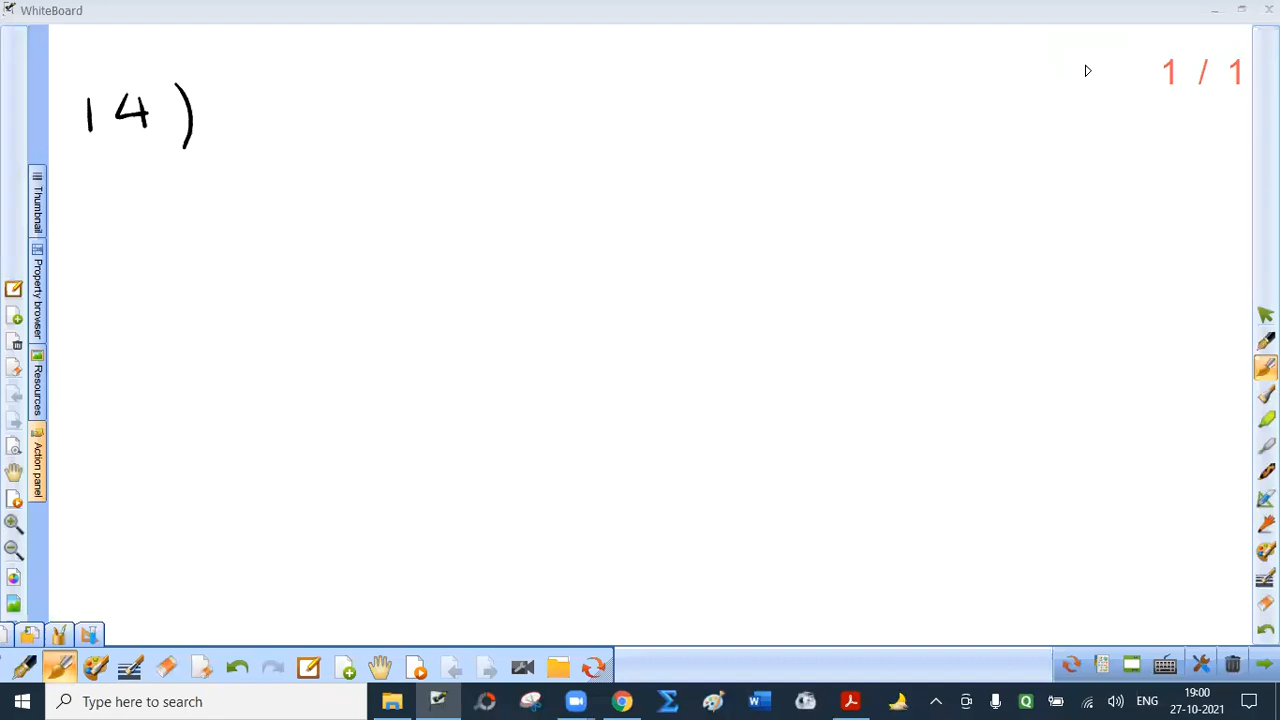 WhiteBoard
1 / 1
14)
Thumbnail
Property browser
Resources
Action panel
Type here to search
ENG
19:00
27-10-2021